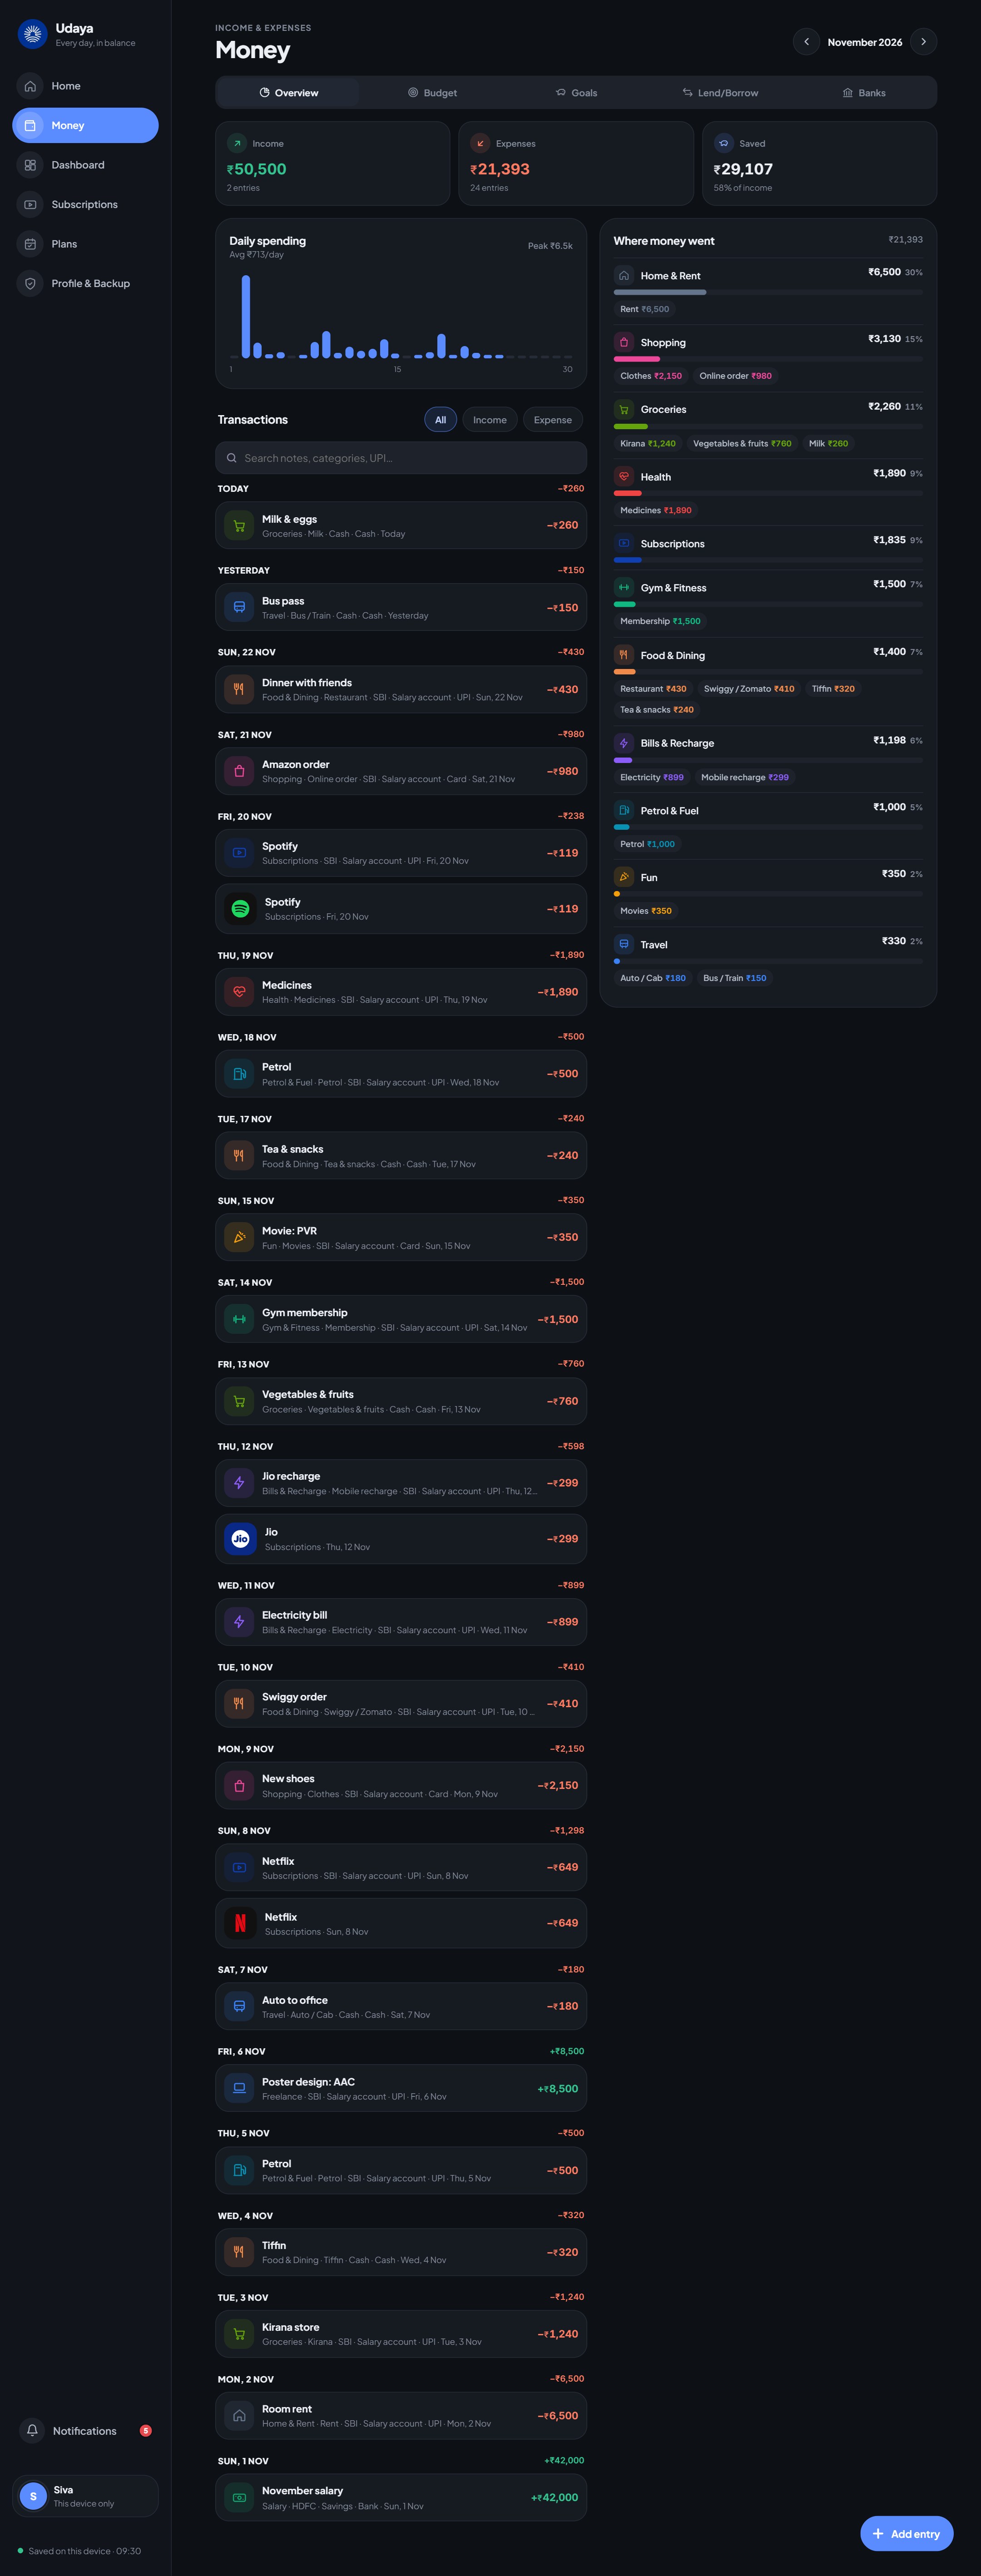 Udaya
Every day, in balance
Home
Money
Dashboard
Subscriptions
Plans
Profile & Backup
Notifications
5
S
Siva
This device only
Saved on this device · 09:30
INCOME & EXPENSES
Money
November 2026
Overview
Budget
Goals
Lend/Borrow
Banks
Income
₹50,500
2 entries
Expenses
₹21,393
24 entries
Saved
₹29,107
58% of income
Daily spending
Avg ₹713/day
Peak ₹6.5k
1
15
30
Transactions
All
Income
Expense
Search notes, categories, UPI...
TODAY
−₹260
Milk & eggs
Groceries · Milk · Cash · Cash · Today
−₹260
YESTERDAY
−₹150
Bus pass
Travel · Bus / Train · Cash · Cash · Yesterday
−₹150
SUN, 22 NOV
−₹430
Dinner with friends
Food & Dining · Restaurant · SBI · Salary account · UPI · Sun, 22 Nov
−₹430
SAT, 21 NOV
−₹980
Amazon order
Shopping · Online order · SBI · Salary account · Card · Sat, 21 Nov
−₹980
FRI, 20 NOV
−₹238
Spotify
Subscriptions · SBI · Salary account · UPI · Fri, 20 Nov
−₹119
Spotify
Subscriptions · Fri, 20 Nov
−₹119
THU, 19 NOV
−₹1,890
Medicines
Health · Medicines · SBI · Salary account · UPI · Thu, 19 Nov
−₹1,890
WED, 18 NOV
−₹500
Petrol
Petrol & Fuel · Petrol · SBI · Salary account · UPI · Wed, 18 Nov
−₹500
TUE, 17 NOV
−₹240
Tea & snacks
Food & Dining · Tea & snacks · Cash · Cash · Tue, 17 Nov
−₹240
SUN, 15 NOV
−₹350
Movie: PVR
Fun · Movies · SBI · Salary account · Card · Sun, 15 Nov
−₹350
SAT, 14 NOV
−₹1,500
Gym membership
Gym & Fitness · Membership · SBI · Salary account · UPI · Sat, 14 Nov
−₹1,500
FRI, 13 NOV
−₹760
Vegetables & fruits
Groceries · Vegetables & fruits · Cash · Cash · Fri, 13 Nov
−₹760
THU, 12 NOV
−₹598
Jio recharge
Bills & Recharge · Mobile recharge · SBI · Salary account · UPI · Thu, 12...
−₹299
Jio
Jio
Subscriptions · Thu, 12 Nov
−₹299
WED, 11 NOV
−₹899
Electricity bill
Bills & Recharge · Electricity · SBI · Salary account · UPI · Wed, 11 Nov
−₹899
TUE, 10 NOV
−₹410
Swiggy order
Food & Dining · Swiggy / Zomato · SBI · Salary account · UPI · Tue, 10 ...
−₹410
MON, 9 NOV
−₹2,150
New shoes
Shopping · Clothes · SBI · Salary account · Card · Mon, 9 Nov
−₹2,150
SUN, 8 NOV
−₹1,298
Netflix
Subscriptions · SBI · Salary account · UPI · Sun, 8 Nov
−₹649
N
Netflix
Subscriptions · Sun, 8 Nov
−₹649
SAT, 7 NOV
−₹180
Auto to office
Travel · Auto / Cab · Cash · Cash · Sat, 7 Nov
−₹180
FRI, 6 NOV
+₹8,500
Poster design: AAC
Freelance · SBI · Salary account · UPI · Fri, 6 Nov
+₹8,500
THU, 5 NOV
−₹500
Petrol
Petrol & Fuel · Petrol · SBI · Salary account · UPI · Thu, 5 Nov
−₹500
WED, 4 NOV
−₹320
Tiffin
Food & Dining · Tiffin · Cash · Cash · Wed, 4 Nov
−₹320
TUE, 3 NOV
−₹1,240
Kirana store
Groceries · Kirana · SBI · Salary account · UPI · Tue, 3 Nov
−₹1,240
MON, 2 NOV
−₹6,500
Room rent
Home & Rent · Rent · SBI · Salary account · UPI · Mon, 2 Nov
−₹6,500
SUN, 1 NOV
+₹42,000
November salary
Salary · HDFC · Savings · Bank · Sun, 1 Nov
+₹42,000
Where money went
₹21,393
Home & Rent
₹6,500 30%
Rent ₹6,500
Shopping
₹3,130 15%
Clothes ₹2,150
Online order ₹980
Groceries
₹2,260 11%
Kirana ₹1,240
Vegetables & fruits ₹760
Milk ₹260
Health
₹1,890 9%
Medicines ₹1,890
Subscriptions
₹1,835 9%
Gym & Fitness
₹1,500 7%
Membership ₹1,500
Food & Dining
₹1,400 7%
Restaurant ₹430
Swiggy / Zomato ₹410
Tiffin ₹320
Tea & snacks ₹240
Bills & Recharge
₹1,198 6%
Electricity ₹899
Mobile recharge ₹299
Petrol & Fuel
₹1,000 5%
Petrol ₹1,000
Fun
₹350 2%
Movies ₹350
Travel
₹330 2%
Auto / Cab ₹180
Bus / Train ₹150
Add entry